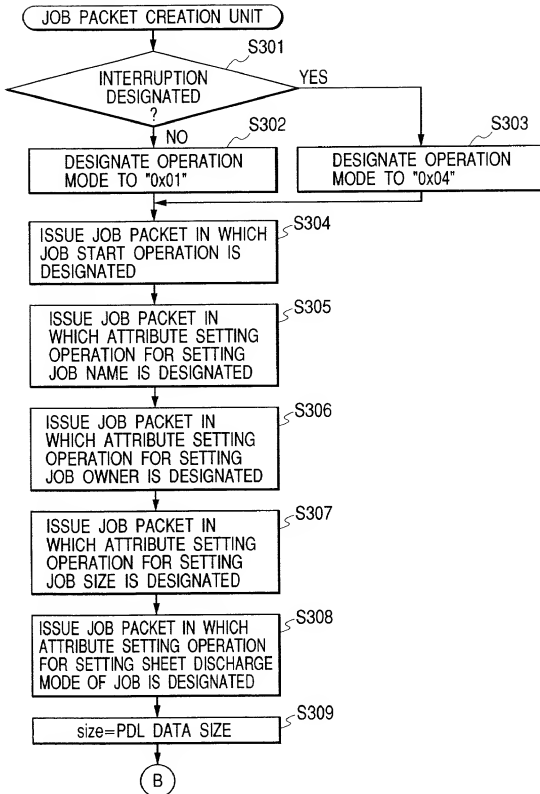 JOB PACKET CREATION UNIT
S301
INTERRUPTION
DESIGNATED
?
YES
NO
S302
DESIGNATE OPERATION
MODE TO "0x01"
S303
DESIGNATE OPERATION
MODE TO "0x04"
S304
ISSUE JOB PACKET IN WHICH
JOB START OPERATION IS
DESIGNATED
S305
ISSUE JOB PACKET IN
WHICH ATTRIBUTE SETTING
OPERATION FOR SETTING
JOB NAME IS DESIGNATED
S306
ISSUE JOB PACKET IN
WHICH ATTRIBUTE SETTING
OPERATION FOR SETTING
JOB OWNER IS DESIGNATED
S307
ISSUE JOB PACKET IN
WHICH ATTRIBUTE SETTING
OPERATION FOR SETTING
JOB SIZE IS DESIGNATED
S308
ISSUE JOB PACKET IN WHICH
ATTRIBUTE SETTING OPERATION
FOR SETTING SHEET DISCHARGE
MODE OF JOB IS DESIGNATED
S309
size=PDL DATA SIZE
B